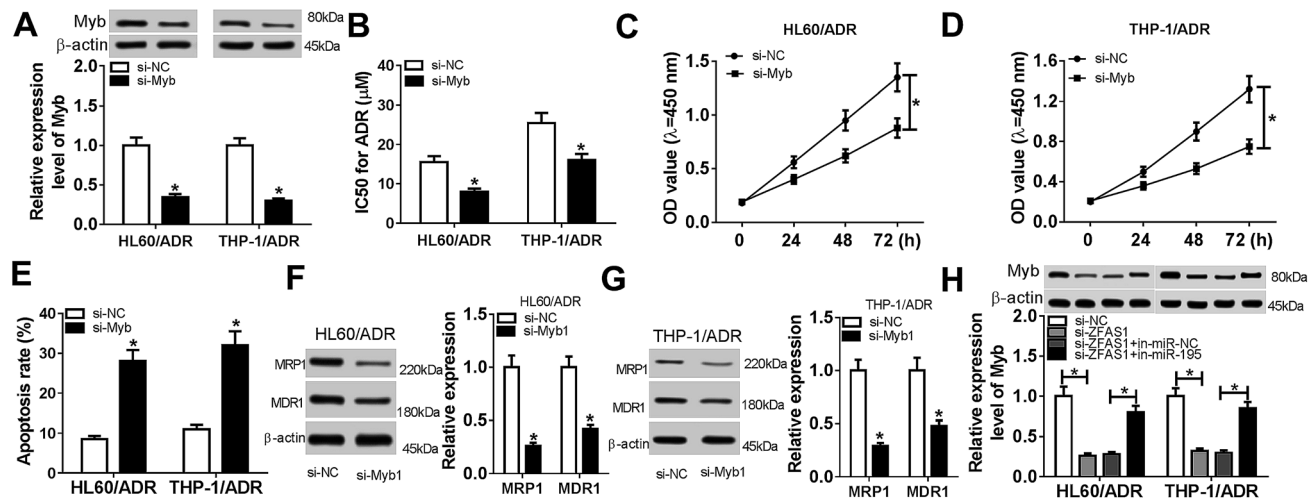 A
Myb
80kDa
β-actin
45kDa
si-NC
si-Myb
Relative expression
level of Myb
2.0
1.5
1.0
0.5
0.0
HL60/ADR
THP-1/ADR
B
si-NC
si-Myb
IC50 for ADR (μM)
40
30
20
10
0
*
*
*
*
HL60/ADR
THP-1/ADR
C
HL60/ADR
si-NC
si-Myb
OD value (λ=450 nm)
1.5
1.0
0.5
0.0
*
0 24 48 72 (h)
D
THP-1/ADR
si-NC
si-Myb
OD value (λ=450 nm)
1.6
1.2
0.8
0.4
0.0
*
0 24 48 72 (h)
E
si-NC
si-Myb
Apoptosis rate (%)
40
30
20
10
0
*
*
HL60/ADR
THP-1/ADR
F
HL60/ADR
MRP1
220kDa
MDR1
180kDa
β-actin
45kDa
si-NC
si-Myb1
HL60/ADR
si-NC
si-Myb1
Relative expression
1.5
1.0
0.5
0.0
*
*
MRP1
MDR1
G
THP-1/ADR
MRP1
220kDa
MDR1
180kDa
β-actin
45kDa
si-NC
si-Myb1
THP-1/ADR
si-NC
si-Myb1
Relative expression
1.5
1.0
0.5
0.0
*
*
MRP1
MDR1
H
Myb
80kDa
β-actin
45kDa
si-NC
si-ZFAS1
si-ZFAS1+in-miR-NC
si-ZFAS1+in-miR-195
Relative expression
level of Myb
2.0
1.5
1.0
0.5
0.0
*
*
*
*
HL60/ADR
THP-1/ADR